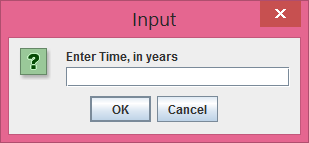 Input
x
?
Enter Time, in years
OK
Cancel